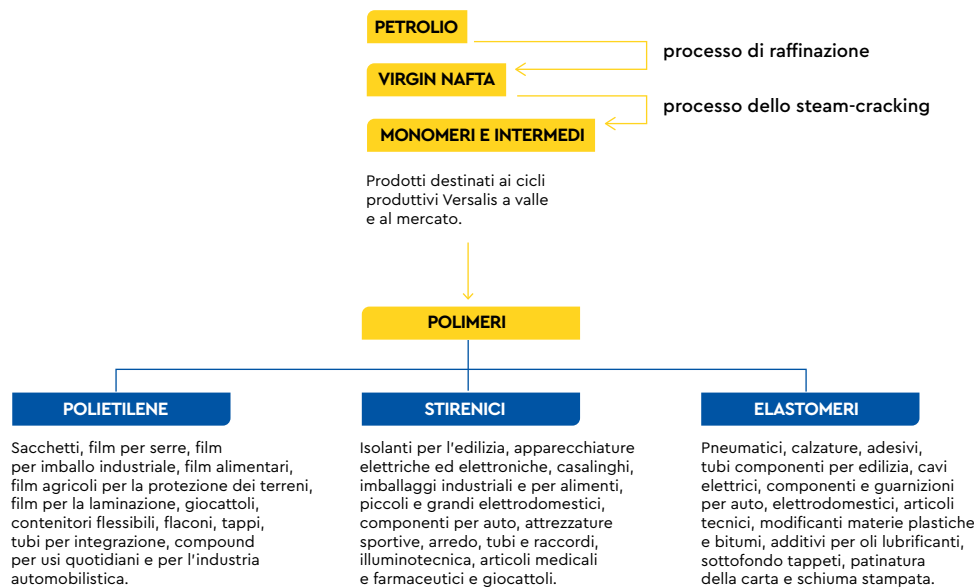 PETROLIO
processo di raffinazione
VIRGIN NAFTA
processo dello steam-cracking
MONOMERI E INTERMEDI
Prodotti destinati ai cicli
produttivi Versalis a valle
e al mercato.
POLIMERI
POLIETILENE
Sacchetti, film per serre, film
per imballo industriale, film alimentari,
film agricoli per la protezione dei terreni,
film per la laminazione, giocattoli,
contenitori flessibili, flaconi, tappi,
tubi per integrazione, compound
per usi quotidiani e per l'industria
automobilistica.
STIRENICI
Isolanti per l'edilizia, apparecchiature
elettriche ed elettroniche, casalinghi,
imballaggi industriali e per alimenti,
piccoli e grandi elettrodomestici,
componenti per auto, attrezzature
sportive, arredo, tubi e raccordi,
illuminotecnica, articoli medicali
e farmaceutici e giocattoli.
ELASTOMERI
Pneumatici, calzature, adesivi,
tubi componenti per edilizia, cavi
elettrici, componenti e guarnizioni
per auto, elettrodomestici, articoli
tecnici, modificanti materie plastiche
e bitumi, additivi per oli lubrificanti,
sottofondo tappeti, patinatura
della carta e schiuma stampata.